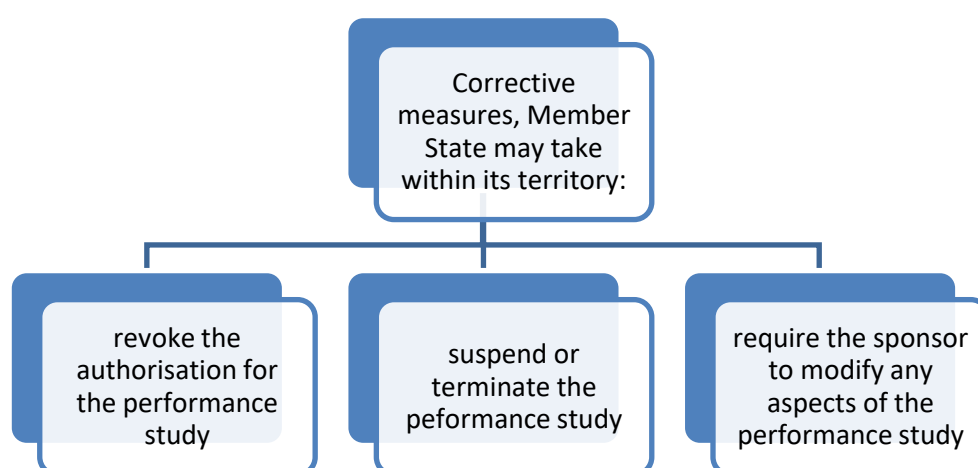 Corrective
measures, Member
State may take
within its territory:
revoke the
authorisation for
the performance
study
suspend or
terminate the
peformance study
require the sponsor
to modify any
aspects of the
performance study